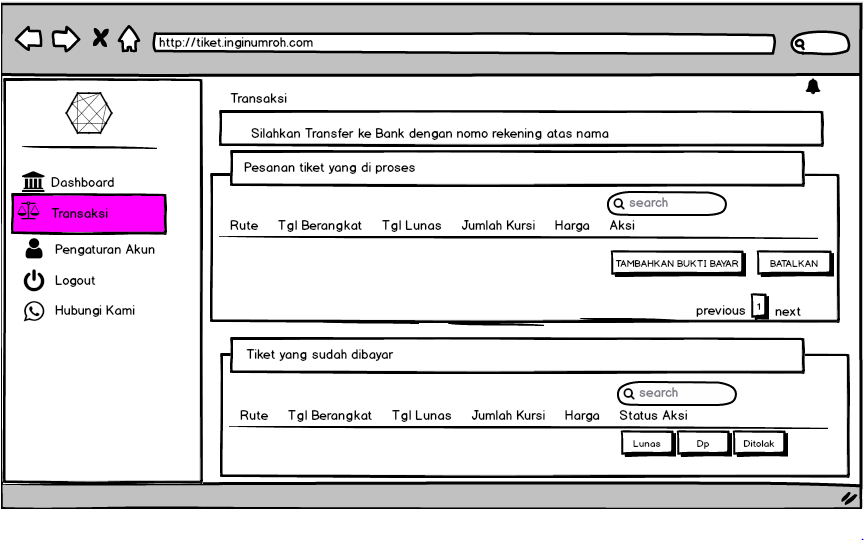 http://tiket.inginumroh.com
Dashboard
Transaksi
Pengaturan Akun
Logout
Hubungi Kami
Transaksi
Silahkan Transfer ke Bank dengan nomo rekening atas nama
Pesanan tiket yang di proses
search
Rute Tgl Berangkat Tgl Lunas Jumlah Kursi Harga Aksi
TAMBAHKAN BUKTI BAYAR BATALKAN
previous 1 next
Tiket yang sudah dibayar
search
Rute Tgl Berangkat Tgl Lunas Jumlah Kursi Harga Status Aksi
Lunas Dp Ditolak